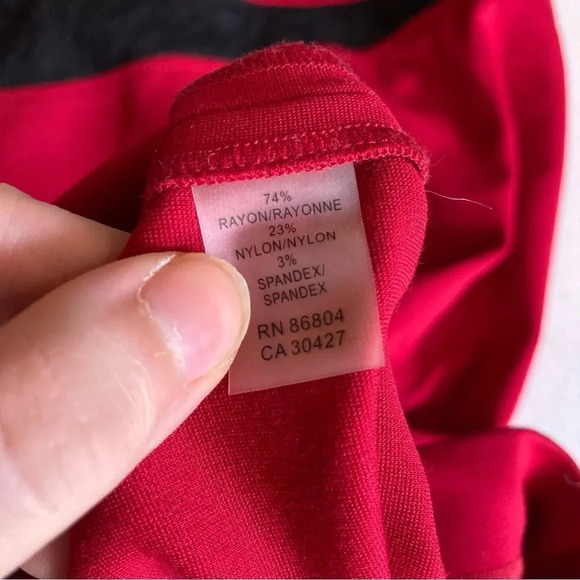 74%
RAYON/RAYONNE
23%
NYLON/NYLON
3%
SPANDEX/
SPANDEX
RN 86804
CA 30427